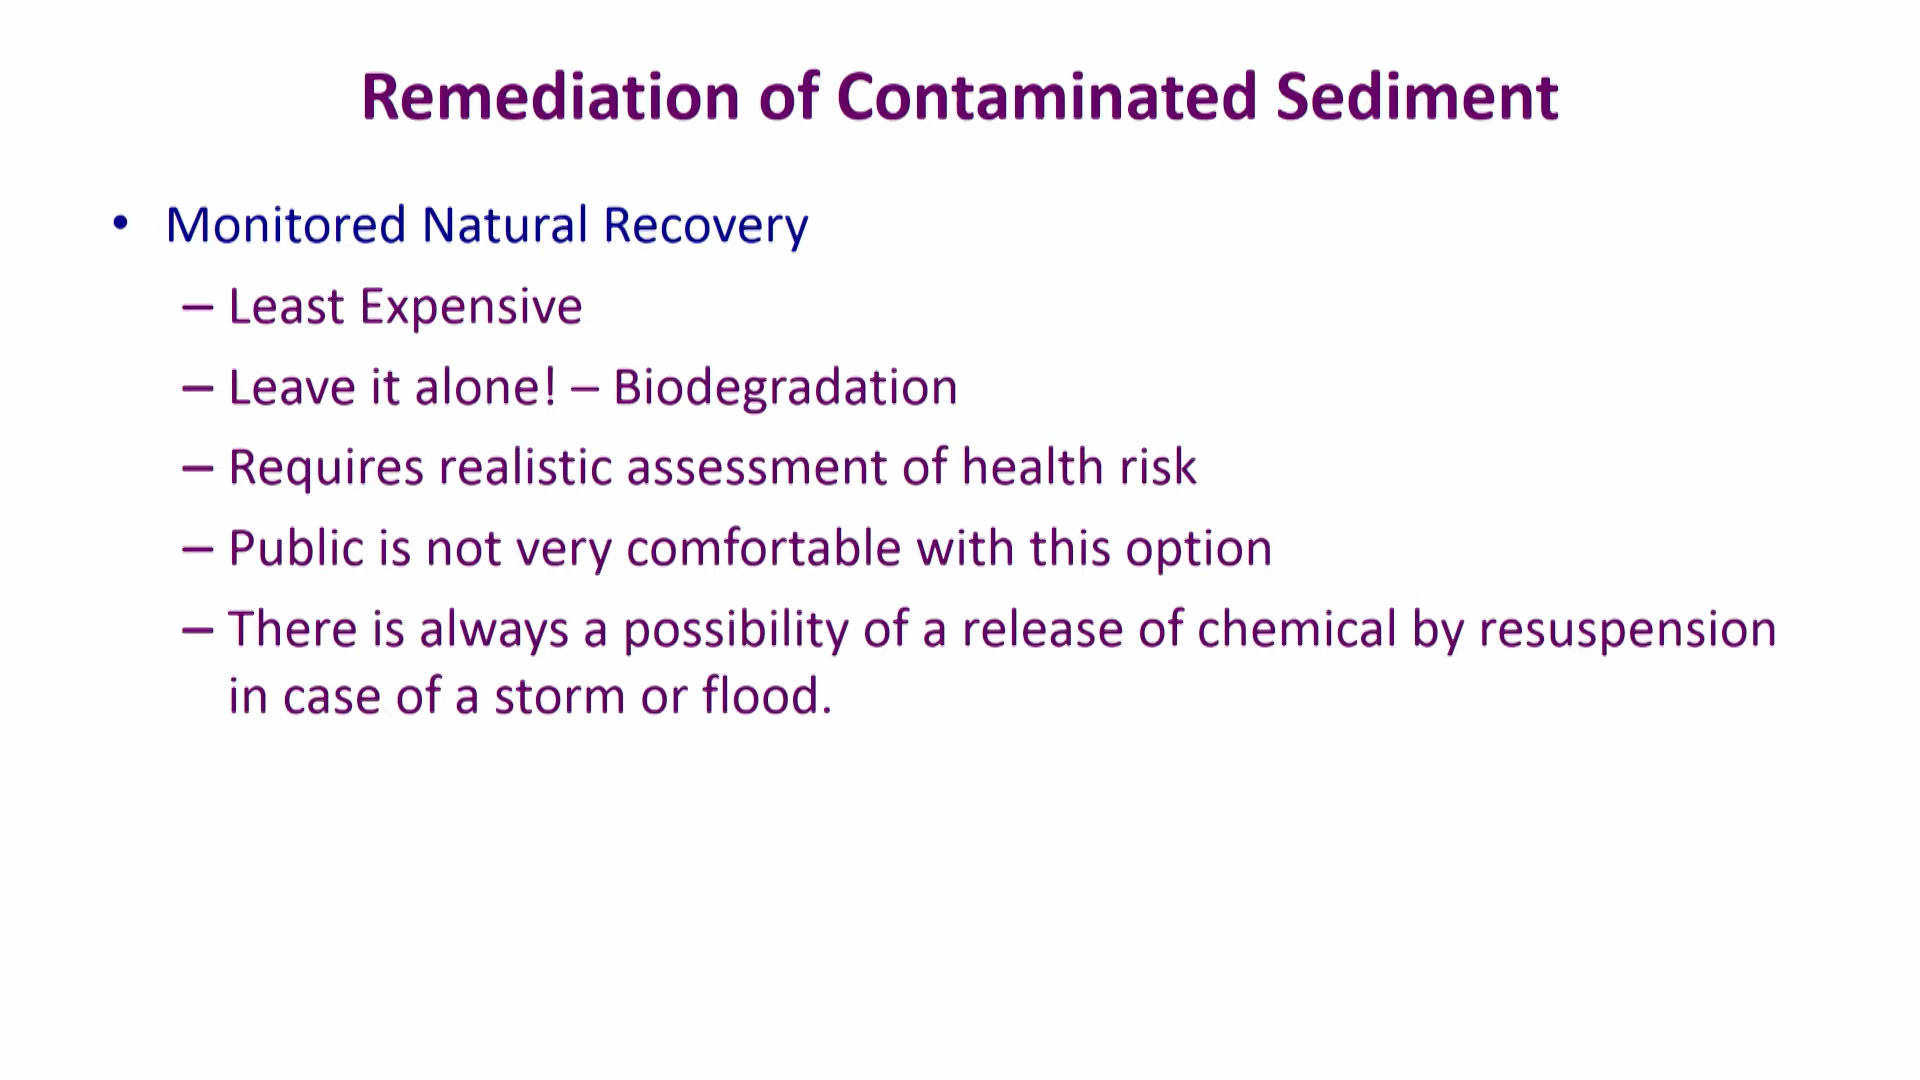 Remediation of Contaminated Sediment
• Monitored Natural Recovery
– Least Expensive
– Leave it alone! – Biodegradation
– Requires realistic assessment of health risk
– Public is not very comfortable with this option
– There is always a possibility of a release of chemical by resuspension
in case of a storm or flood.